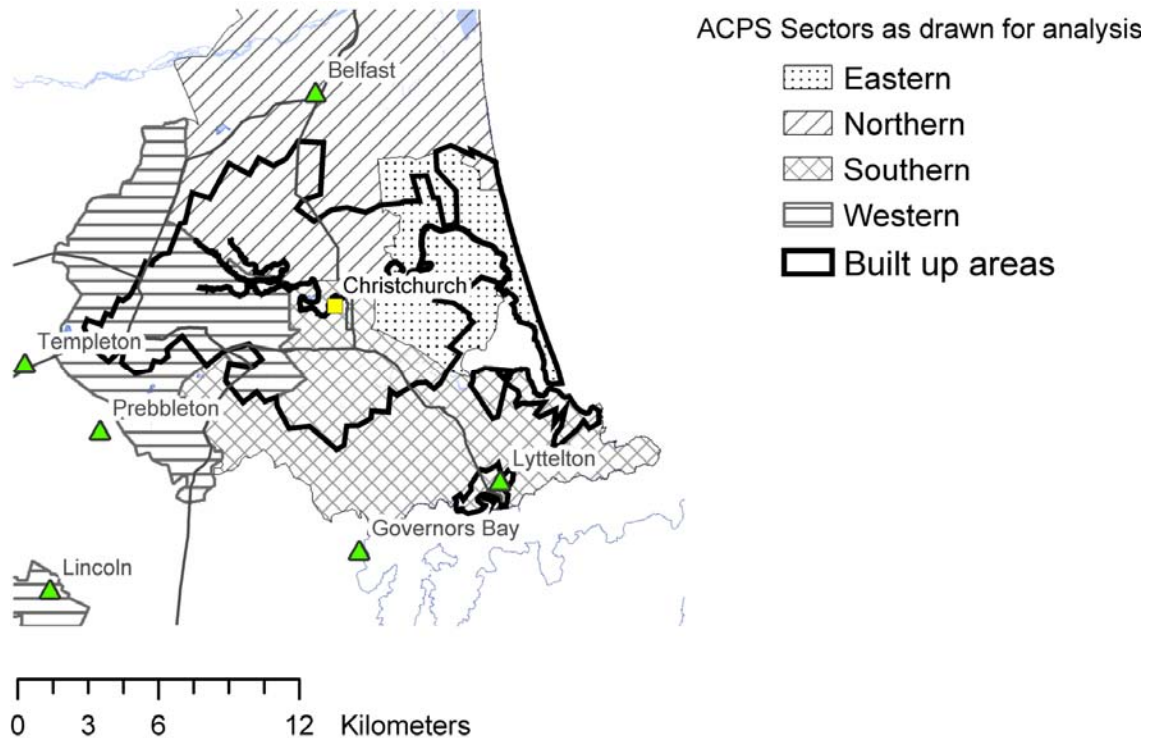 ACPS Sectors as drawn for analysis
Eastern
Northern
Southern
Western
Built up areas
Belfast
Christchurch
Templeton
Prebbleton
Lyttelton
Governors Bay
Lincoln
0 3 6 12 Kilometers